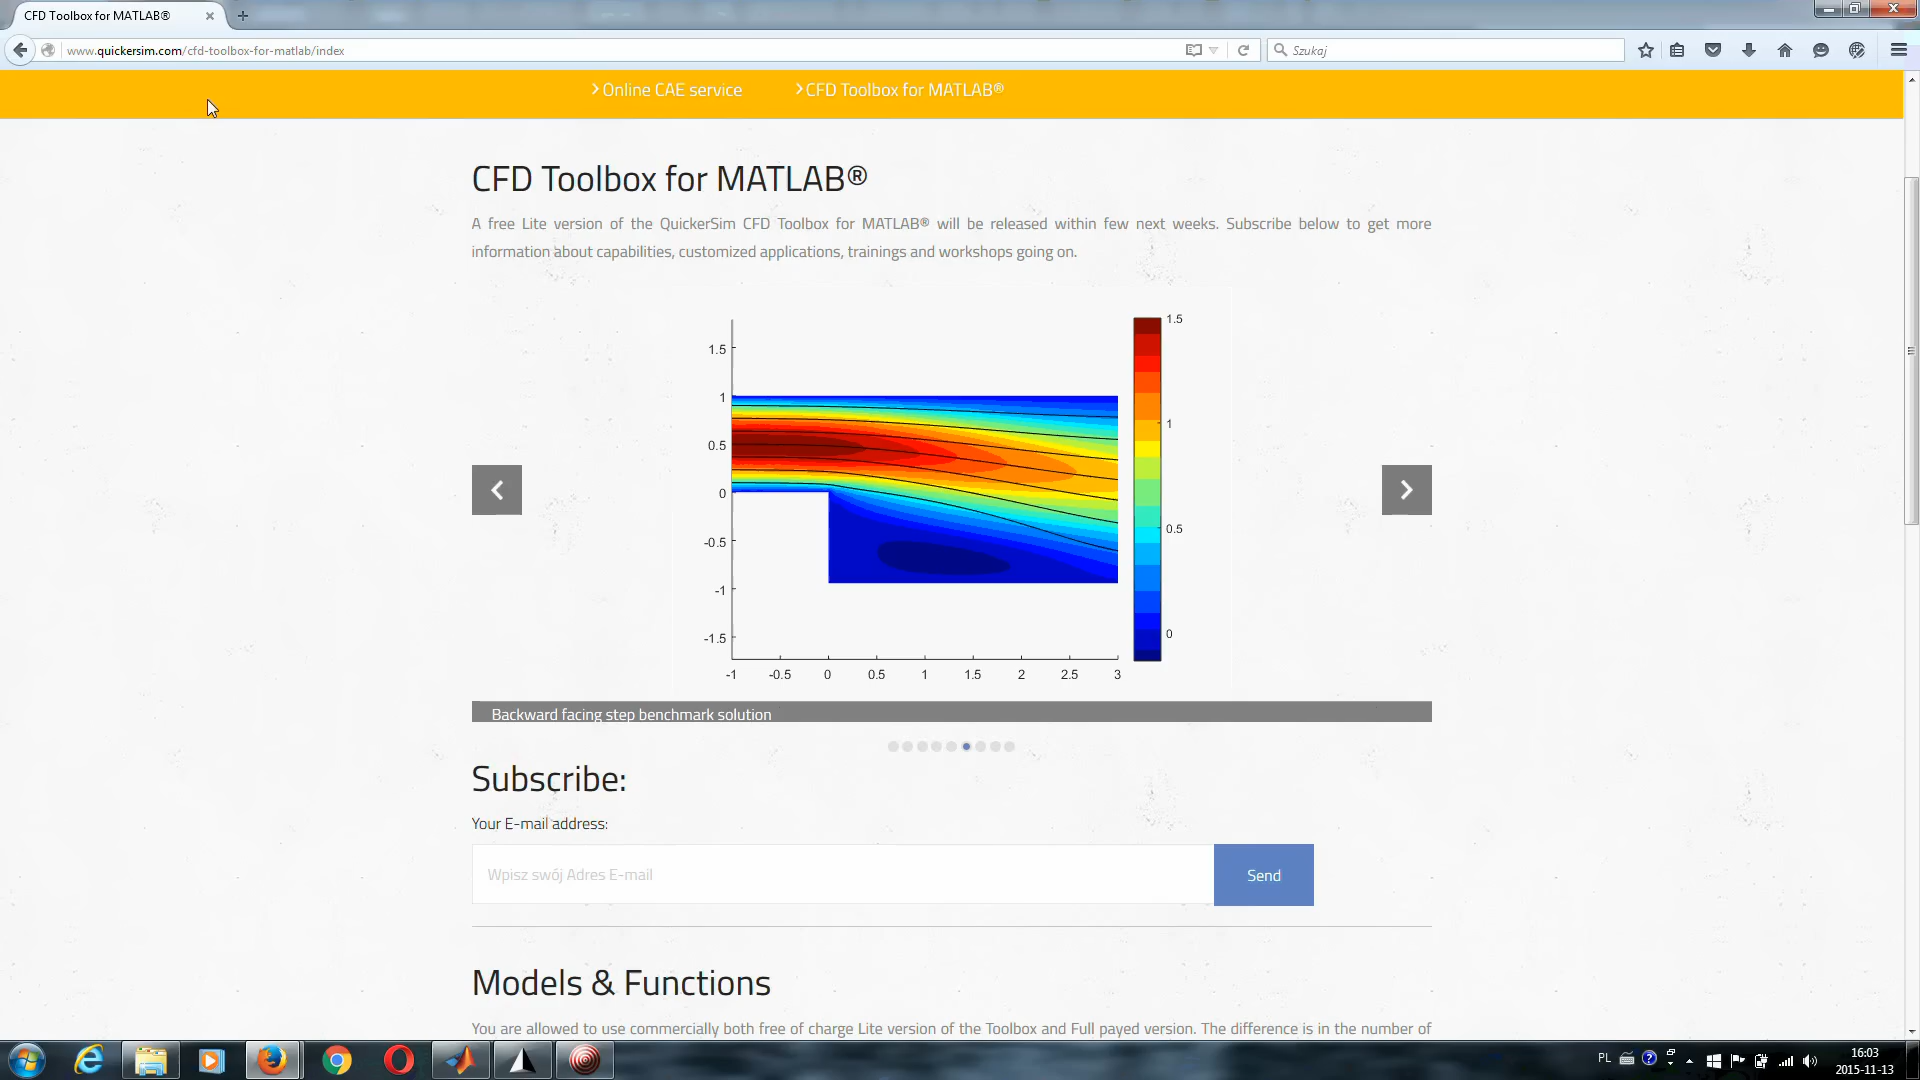 CFD Toolbox for MATLAB®
www.quickersim.com/cfd-toolbox-for-matlab/index
Szukaj
Online CAE service
CFD Toolbox for MATLAB®
CFD Toolbox for MATLAB®
A free Lite version of the QuickerSim CFD Toolbox for MATLAB® will be released within few next weeks. Subscribe below to get more
information about capabilities, customized applications, trainings and workshops going on.
1.5
1
0.5
0
-0.5
-1
-1.5
-1 -0.5 0 0.5 1 1.5 2 2.5 3
1.5
1
0.5
0
Backward facing step benchmark solution
Subscribe:
Your E-mail address:
Wpisz swój Adres E-mail
Send
Models & Functions
You are allowed to use commercially both free of charge Lite version of the Toolbox and Full payed version. The difference is in the number of
PL
16:03
2015-11-13